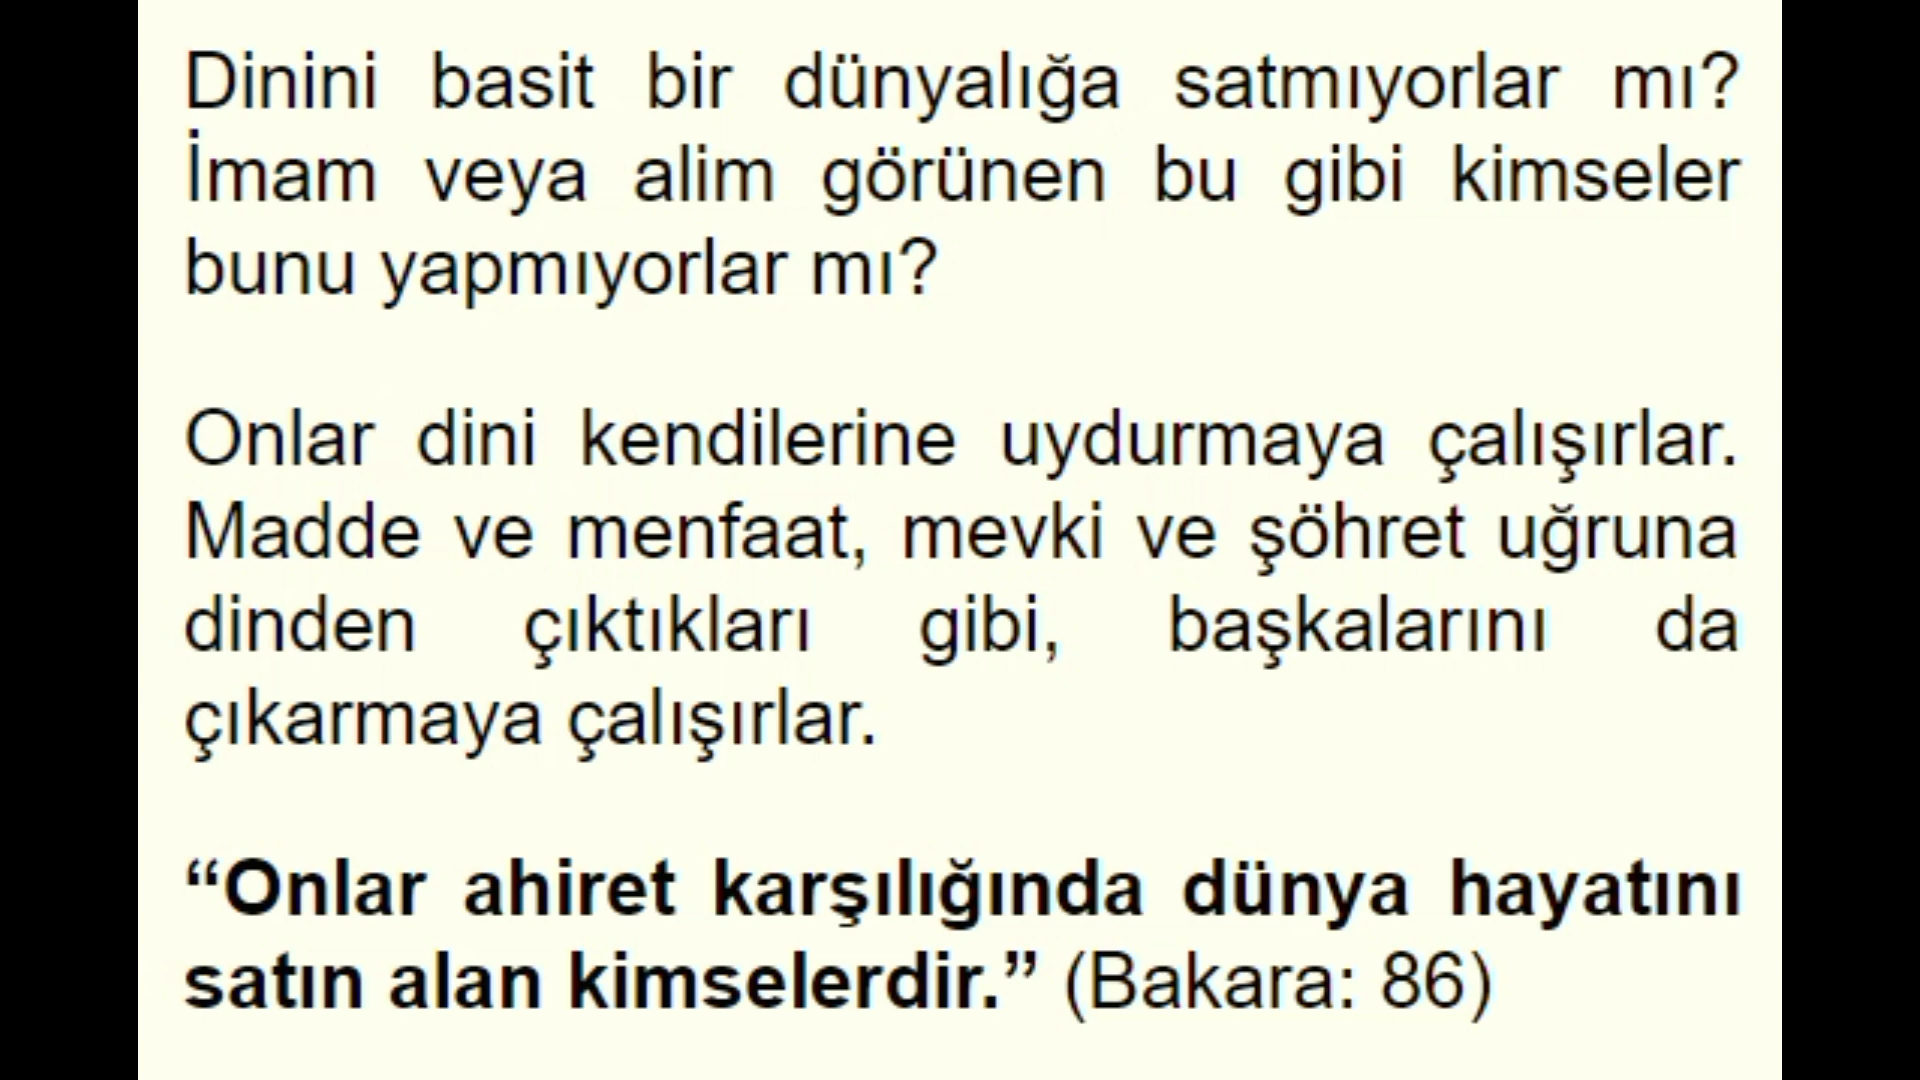 Dinini basit bir dünyalığa satmıyorlar mı?
İmam veya alim görünen bu gibi kimseler
bunu yapmıyorlar mı?
Onlar dini kendilerine uydurmaya çalışırlar.
Madde ve menfaat, mevki ve şöhret uğruna
dinden çıktıkları gibi, başkalarını da
çıkarmaya çalışırlar.
“Onlar ahiret karşılığında dünya hayatını
satın alan kimselerdir.” (Bakara: 86)